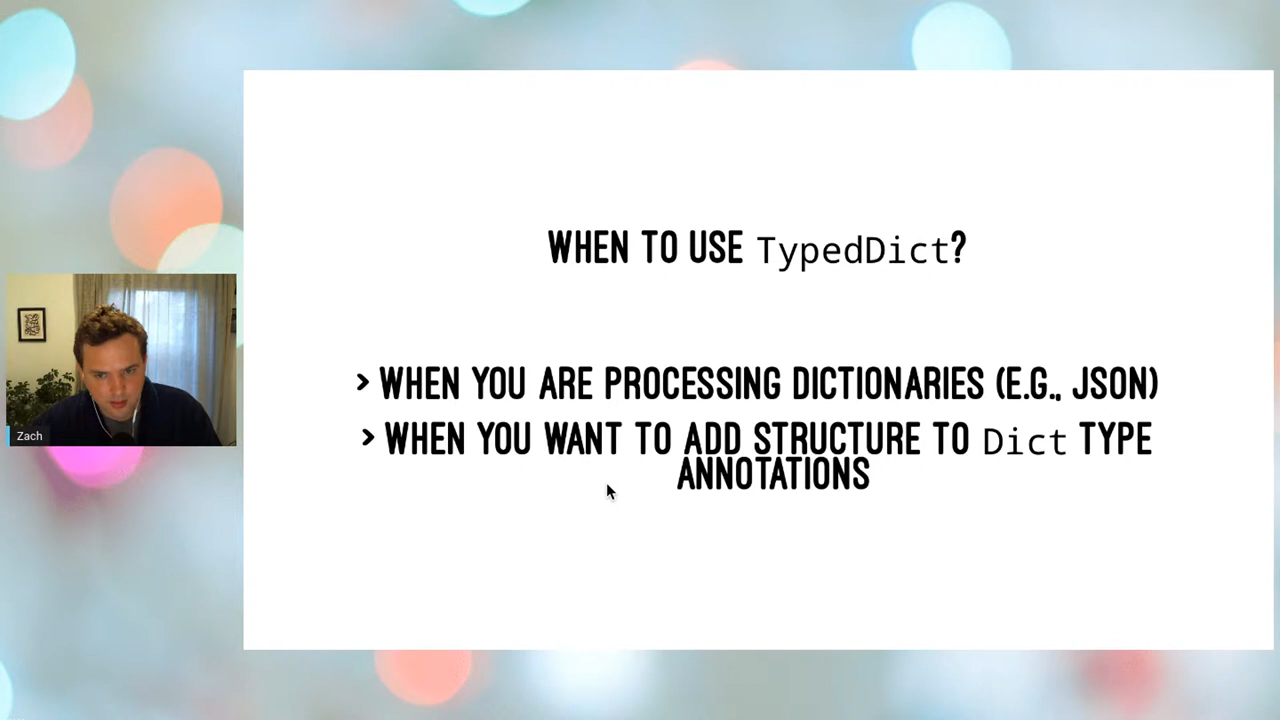 WHEN TO USE TypedDict?
> WHEN YOU ARE PROCESSING DICTIONARIES (E.G., JSON)
> WHEN YOU WANT TO ADD STRUCTURE TO Dict TYPE
ANNOTATIONS
Zach